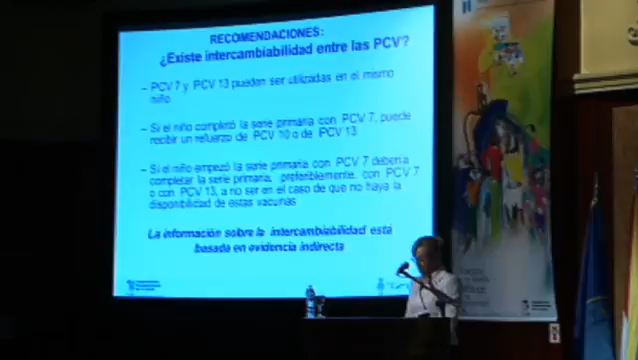 RECOMENDACIONES:
¿Existe intercambiabilidad entre las PCV?
– PCV 7 y PCV 13 pueden ser utilizadas en el mismo
niño
– Si el niño completó la serie primaria con PCV 7, puede
recibir un refuerzo de PCV 10 o de PCV 13
– Si el niño empezó la serie primaria con PCV 7 debería
completar la serie primaria, preferiblemente, con PCV 7
o con PCV 13, a no ser en el caso de que no haya la
disponibilidad de estas vacunas
La información sobre la intercambiabilidad está
basada en evidencia indirecta